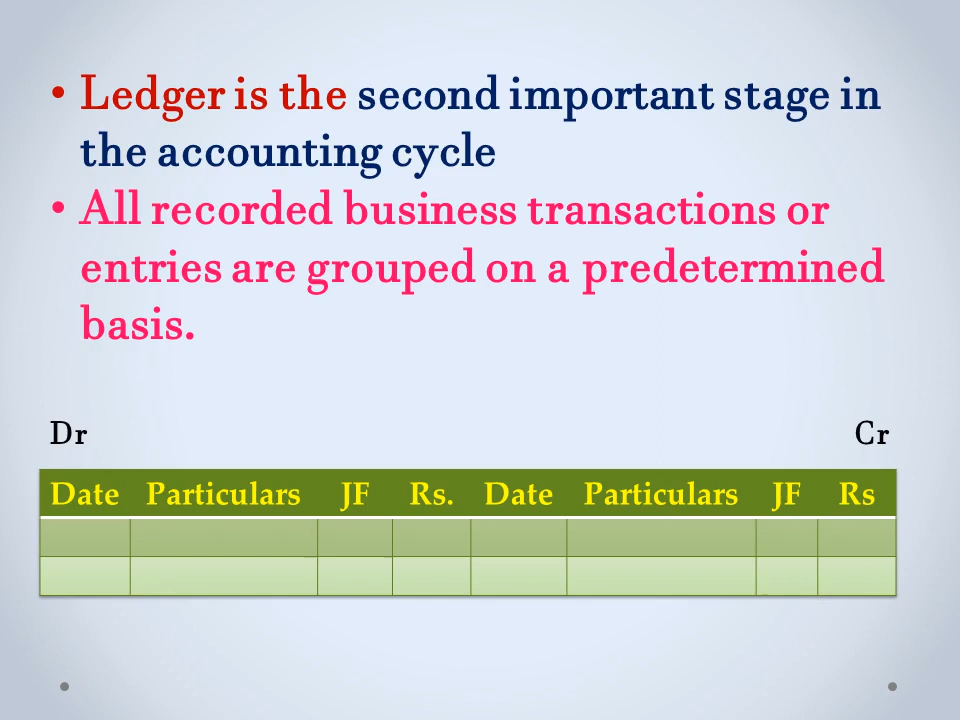 • Ledger is the second important stage in
the accounting cycle
• All recorded business transactions or
entries are grouped on a predetermined
basis.
Dr Cr
Date Particulars JF Rs. Date Particulars JF Rs